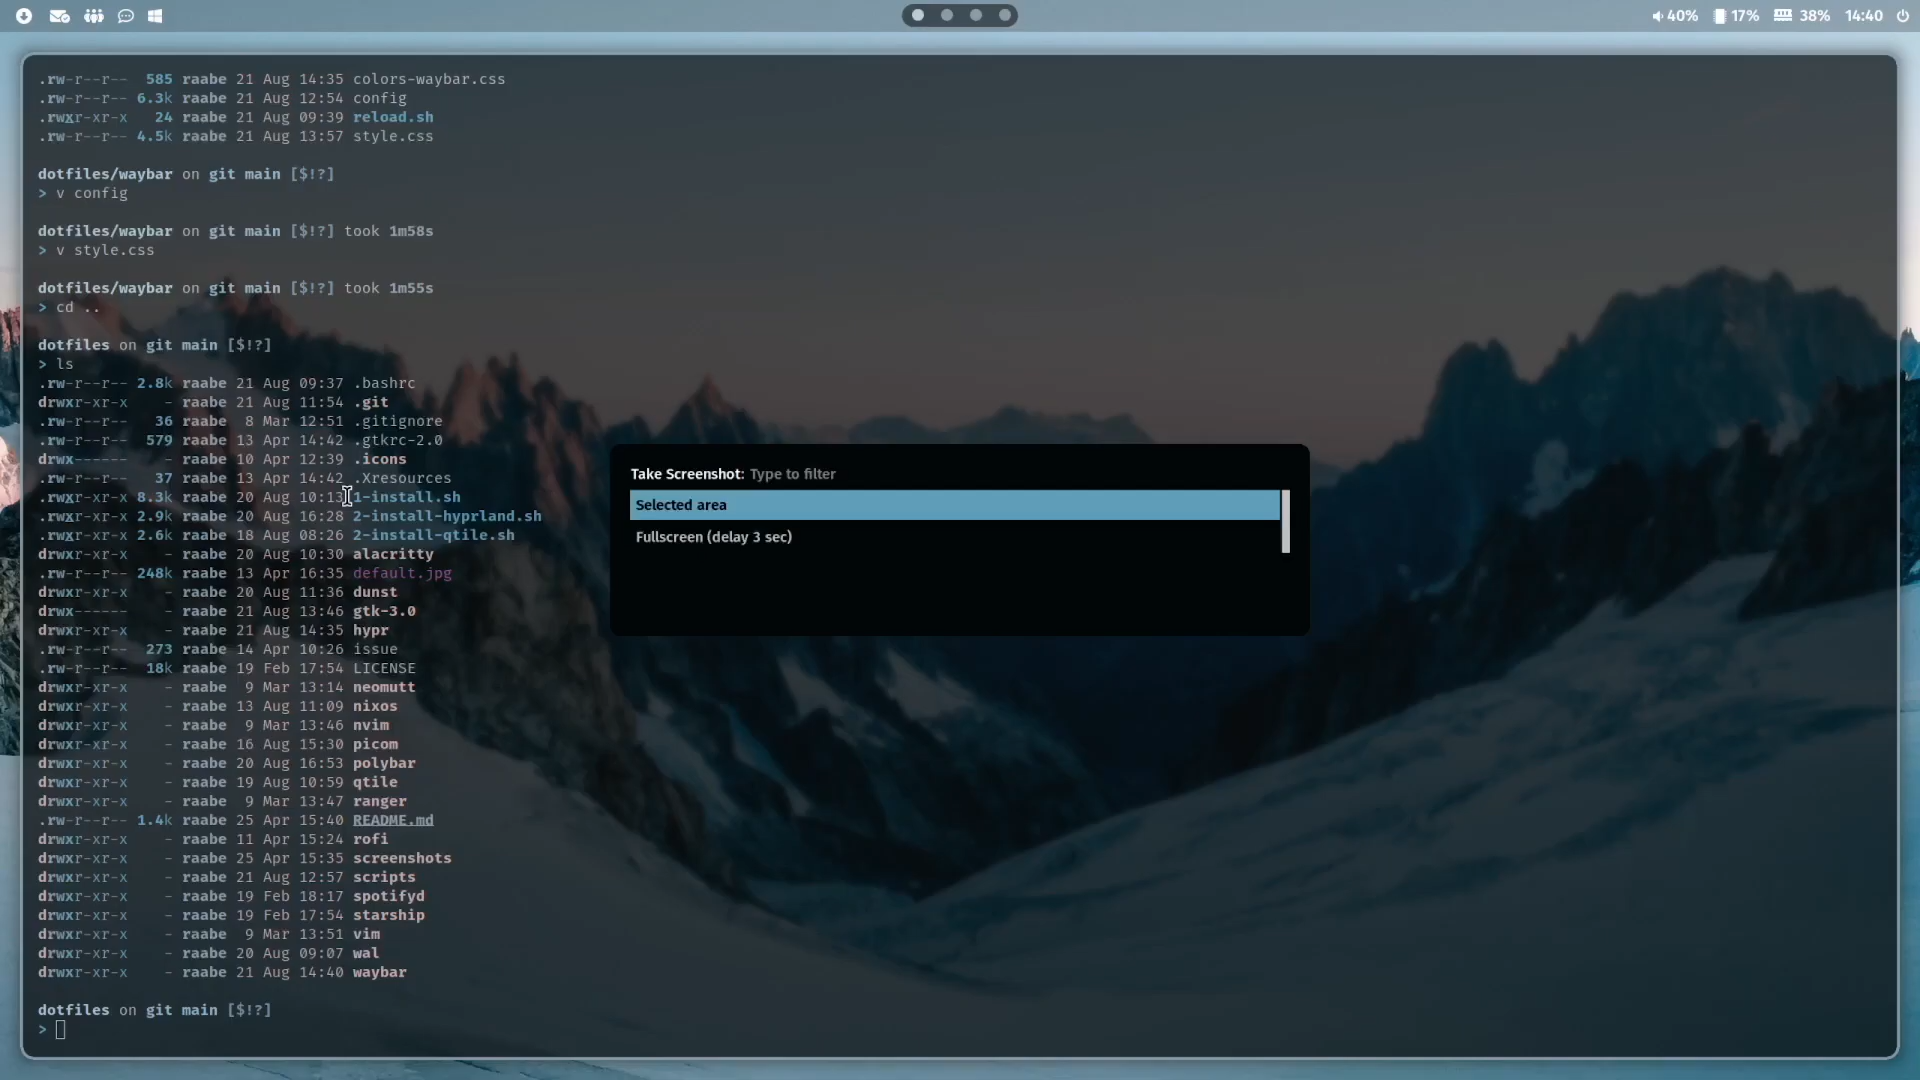 40% 17% 38% 14:40
.rw-r--r-- 585 raabe 21 Aug 14:35 colors-waybar.css
.rw-r--r-- 6.3k raabe 21 Aug 12:54 config
.rwxr-xr-x 24 raabe 21 Aug 09:39 reload.sh
.rw-r--r-- 4.5k raabe 21 Aug 13:57 style.css
dotfiles/waybar on git main [$!?]
> v config
dotfiles/waybar on git main [$!?] took 1m58s
> v style.css
dotfiles/waybar on git main [$!?] took 1m55s
> cd ..
dotfiles on git main [$!?]
> ls
.rw-r--r-- 2.8k raabe 21 Aug 09:37 .bashrc
drwxr-xr-x - raabe 21 Aug 11:54 .git
.rw-r--r-- 36 raabe 8 Mar 12:51 .gitignore
.rw-r--r-- 579 raabe 13 Apr 14:42 .gtkrc-2.0
drwx------ - raabe 10 Apr 12:39 .icons
.rw-r--r-- 37 raabe 13 Apr 14:42 .Xresources
.rwxr-xr-x 8.3k raabe 20 Aug 10:13 1-install.sh
.rwxr-xr-x 2.9k raabe 20 Aug 16:28 2-install-hyprland.sh
.rwxr-xr-x 2.6k raabe 18 Aug 08:26 2-install-qtile.sh
drwxr-xr-x - raabe 20 Aug 10:30 alacritty
.rw-r--r-- 248k raabe 13 Apr 16:35 default.jpg
drwxr-xr-x - raabe 20 Aug 11:36 dunst
drwx------ - raabe 21 Aug 13:46 gtk-3.0
drwxr-xr-x - raabe 21 Aug 14:35 hypr
.rw-r--r-- 273 raabe 14 Apr 10:26 issue
.rw-r--r-- 18k raabe 19 Feb 17:54 LICENSE
drwxr-xr-x - raabe 9 Mar 13:14 neomutt
drwxr-xr-x - raabe 13 Aug 11:09 nixos
drwxr-xr-x - raabe 9 Mar 13:46 nvim
drwxr-xr-x - raabe 16 Aug 15:30 picom
drwxr-xr-x - raabe 20 Aug 16:53 polybar
drwxr-xr-x - raabe 19 Aug 10:59 qtile
drwxr-xr-x - raabe 9 Mar 13:47 ranger
.rw-r--r-- 1.4k raabe 25 Apr 15:40 README.md
drwxr-xr-x - raabe 11 Apr 15:24 rofi
drwxr-xr-x - raabe 25 Apr 15:35 screenshots
drwxr-xr-x - raabe 21 Aug 12:57 scripts
drwxr-xr-x - raabe 19 Feb 18:17 spotifyd
drwxr-xr-x - raabe 19 Feb 17:54 starship
drwxr-xr-x - raabe 9 Mar 13:51 vim
drwxr-xr-x - raabe 20 Aug 09:07 wal
drwxr-xr-x - raabe 21 Aug 14:40 waybar
dotfiles on git main [$!?]
>
Take Screenshot: Type to filter
Selected area
Fullscreen (delay 3 sec)